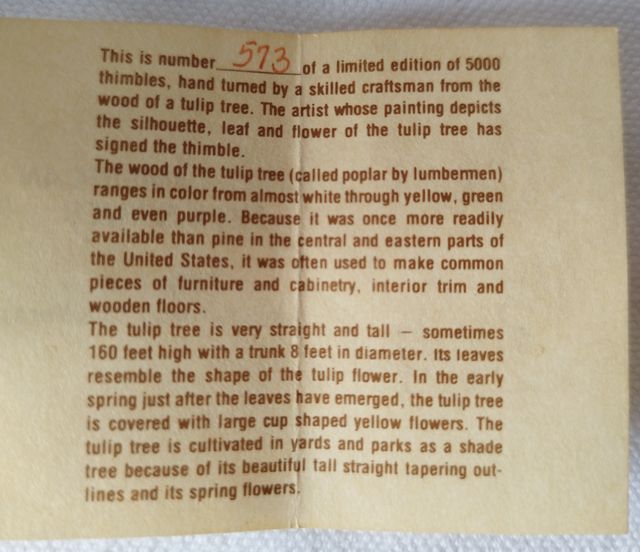 This is number 573 of a limited edition of 5000
thimbles, hand turned by a skilled craftsman from the
wood of a tulip tree. The artist whose painting depicts
the silhouette, leaf and flower of the tulip tree has
signed the thimble.
The wood of the tulip tree (called poplar by lumbermen)
ranges in color from almost white through yellow, green
and even purple. Because it was once more readily
available than pine in the central and eastern parts of
the United States, it was often used to make common
pieces of furniture and cabinetry, interior trim and
wooden floors.
The tulip tree is very straight and tall — sometimes
160 feet high with a trunk 8 feet in diameter. Its leaves
resemble the shape of the tulip flower. In the early
spring just after the leaves have emerged, the tulip tree
is covered with large cup shaped yellow flowers. The
tulip tree is cultivated in yards and parks as a shade
tree because of its beautiful tall straight tapering out-
lines and its spring flowers.